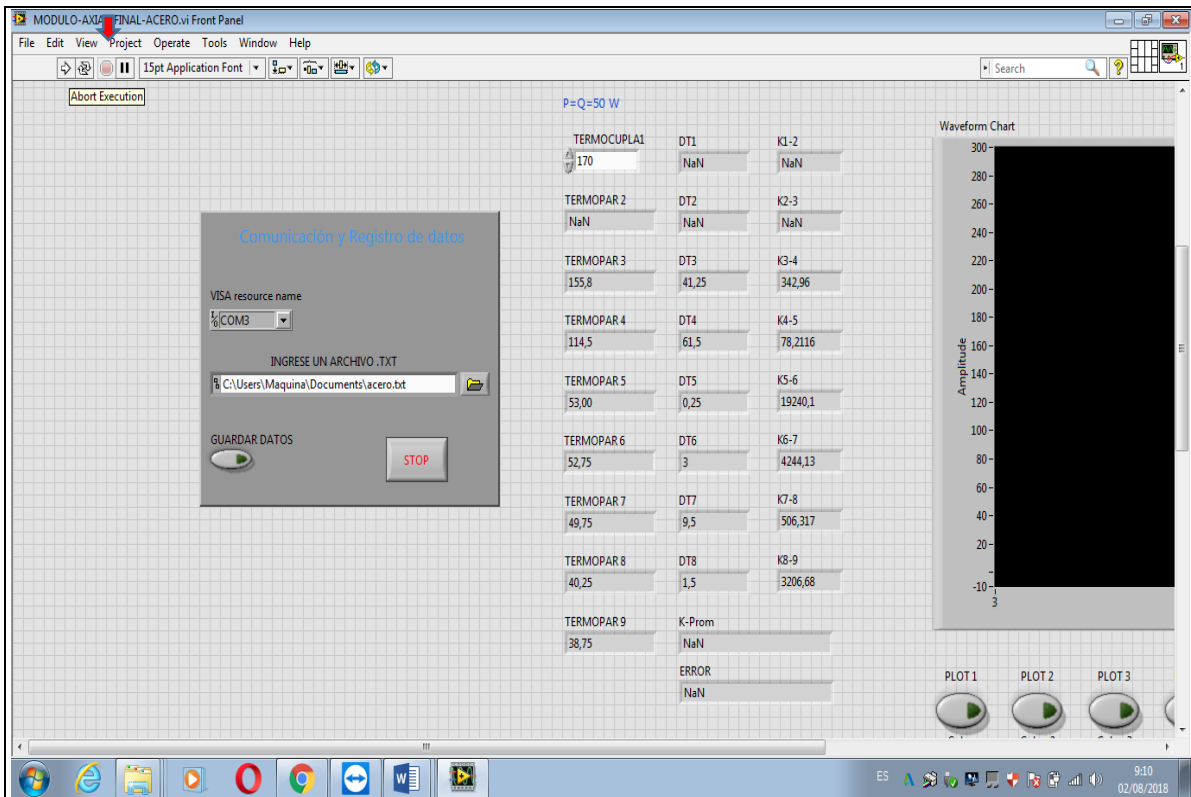 MODULO-AXIAL-FINAL-ACERO.vi Front Panel
File Edit View Project Operate Tools Window Help
15pt Application Font
Search
Abort Execution
P=Q=50 W
TERMOCUPLA1 DT1 K1-2
170 NaN NaN
TERMOPAR 2 DT2 K2-3
NaN NaN NaN
TERMOPAR 3 DT3 K3-4
155,8 41,25 342,96
TERMOPAR 4 DT4 K4-5
114,5 61,5 78,2116
TERMOPAR 5 DT5 K5-6
53,00 0,25 19240,1
TERMOPAR 6 DT6 K6-7
52,75 3 4244,13
TERMOPAR 7 DT7 K7-8
49,75 9,5 506,317
TERMOPAR 8 DT8 K8-9
40,25 1,5 3206,68
TERMOPAR 9 K-Prom
38,75 NaN
ERROR
NaN
Comunicación y Registro de datos
VISA resource name
COM3
INGRESE UN ARCHIVO .TXT
C:\Users\Maquina\Documents\acero.txt
GUARDAR DATOS
STOP
Waveform Chart
Amplitude
300
280
260
240
220
200
180
160
140
120
100
80
60
40
20
-10
3
PLOT 1 PLOT 2 PLOT 3
ES
9:10
02/08/2018